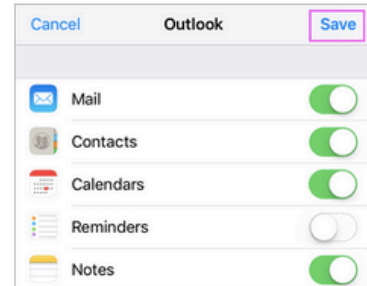 Cancel Outlook Save
Mail
Contacts
Calendars
Reminders
Notes